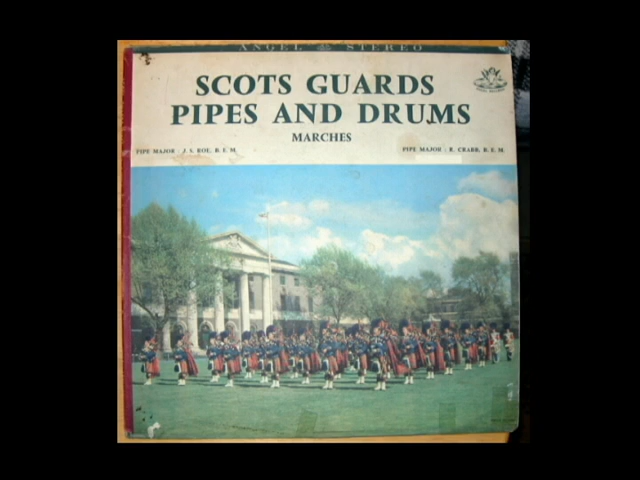 ANGEL STEREO
SCOTS GUARDS
PIPES AND DRUMS
MARCHES
PIPE MAJOR : J. S. ROE, B. E. M.
PIPE MAJOR : R. CRABB, B. E. M.